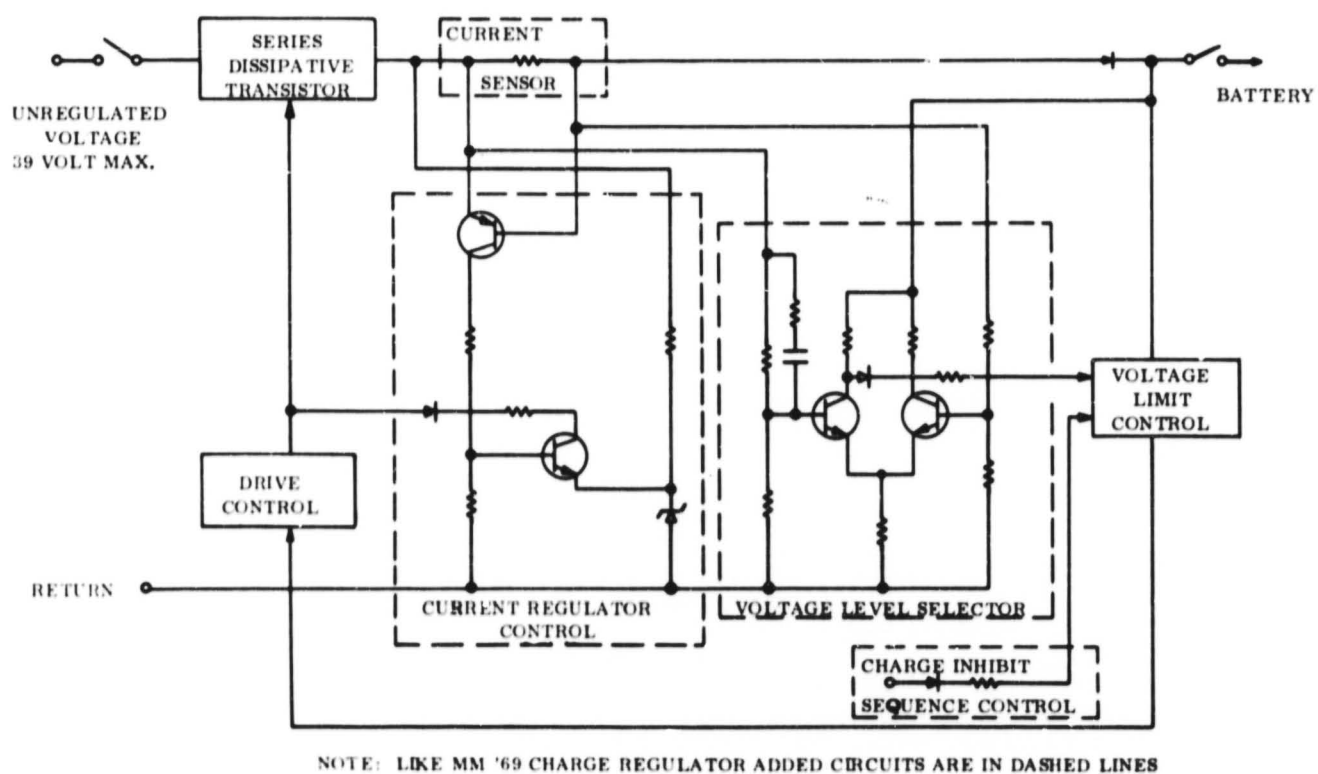 SERIES
DISSIPATIVE
TRANSISTOR
CURRENT
SENSOR
UNREGULATED
VOLTAGE
39 VOLT MAX.
BATTERY
VOLTAGE
LIMIT
CONTROL
DRIVE
CONTROL
RETURN
CURRENT REGULATOR
CONTROL
VOLTAGE LEVEL SELECTOR
CHARGE INHIBIT
SEQUENCE CONTROL
NOTE: LIKE MM '69 CHARGE REGULATOR ADDED CIRCUITS ARE IN DASHED LINES